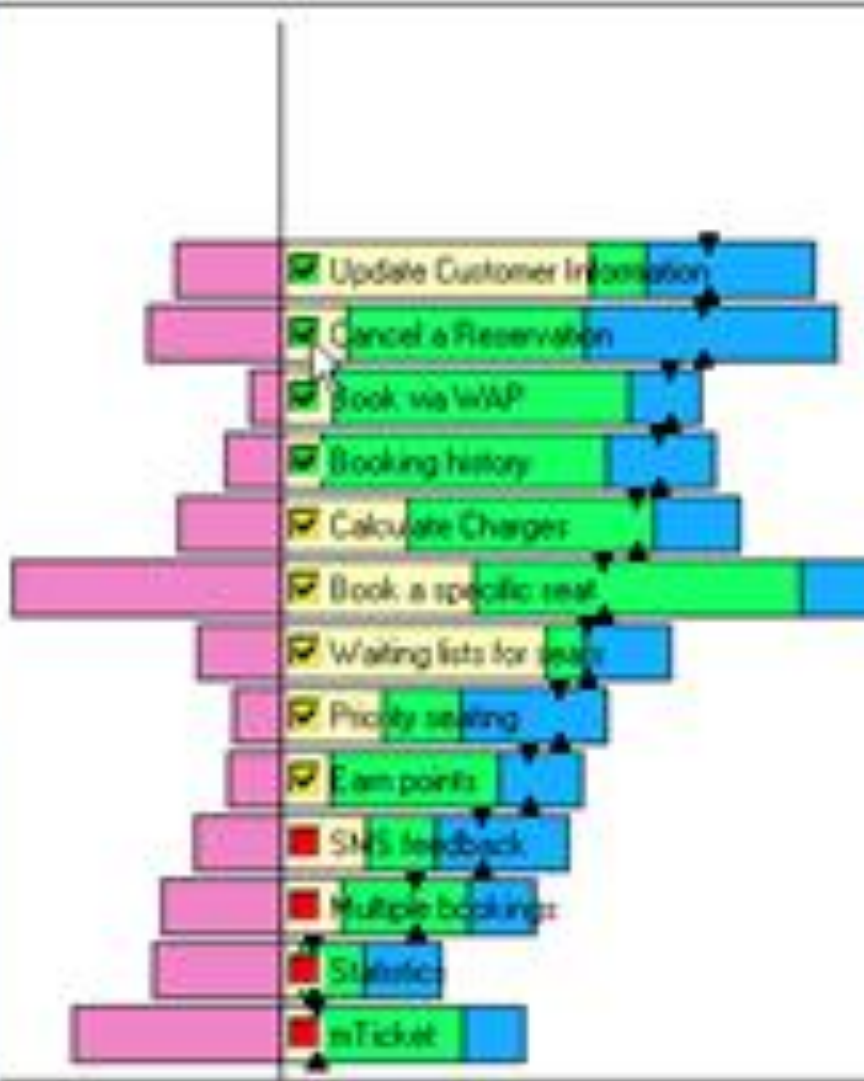 Update Customer Information
Cancel a Reservation
Book via WAP
Booking history
Calculate Charges
Book a specific seat
Waiting lists for seats
Priority seating
Earn points
SMS feedback
Multiple bookings
Statistics
mTicket